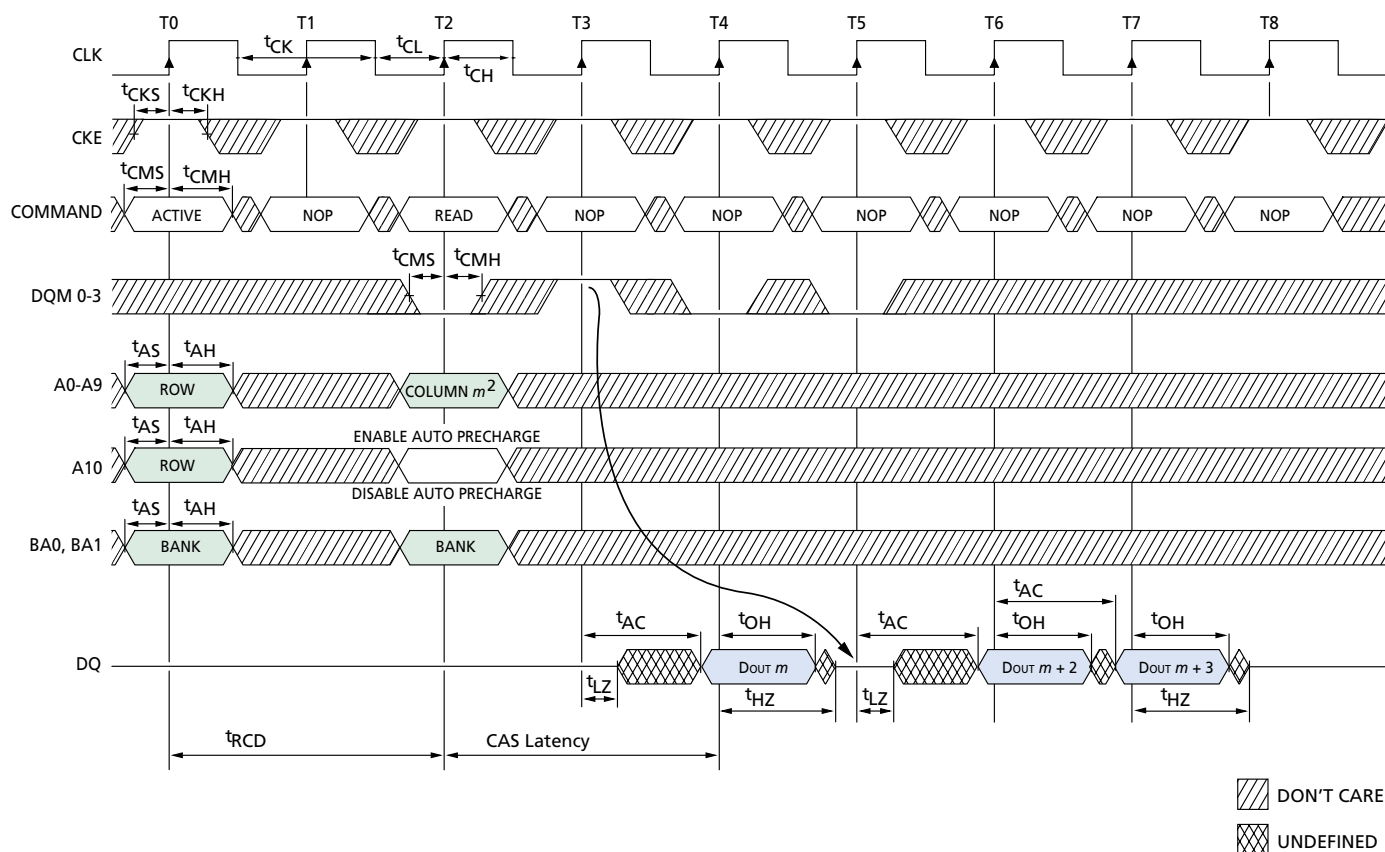 T0 T1 T2 T3 T4 T5 T6 T7 T8
CLK
tCK tCL
tCH
tCKS tCKH
CKE
tCMS tCMH
COMMAND ACTIVE NOP READ NOP NOP NOP NOP NOP NOP
tCMS tCMH
DQM 0-3
tAS tAH
A0-A9 ROW COLUMN m2
tAS tAH ENABLE AUTO PRECHARGE
A10 ROW
DISABLE AUTO PRECHARGE
tAS tAH
BA0, BA1 BANK BANK
tAC
tAC tOH tAC tOH tOH
DQ DOUT m DOUT m + 2 DOUT m + 3
tLZ tHZ tLZ tHZ
tRCD CAS Latency
DON'T CARE
UNDEFINED